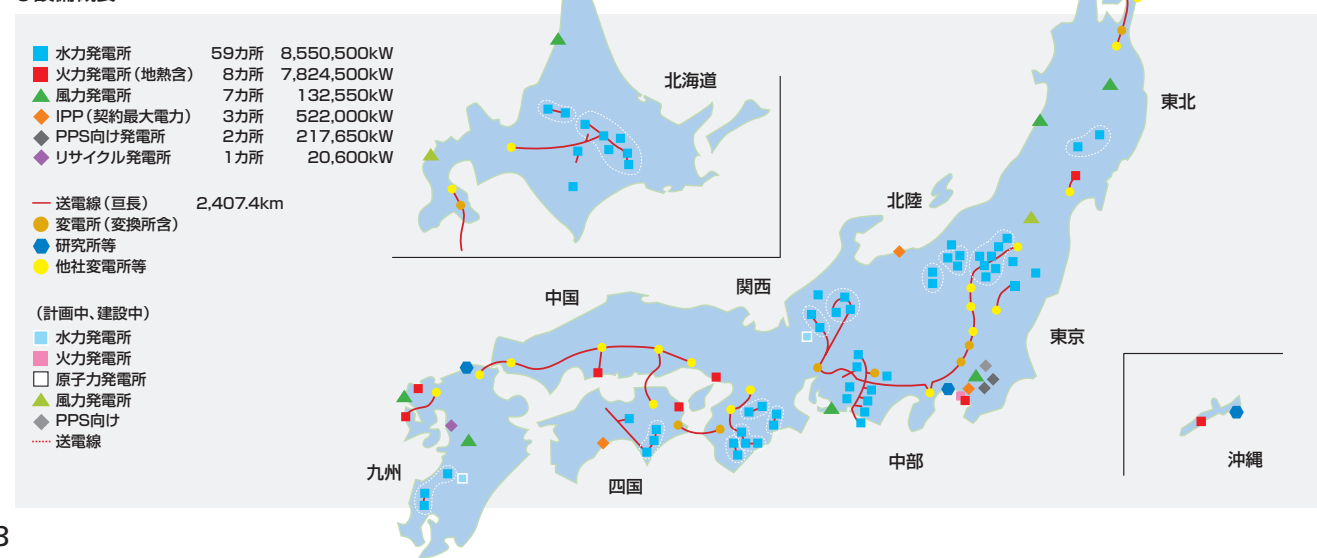 水力発電所 59カ所 8,550,500kW
火力発電所（地熱含） 8カ所 7,824,500kW
風力発電所 7カ所 132,550kW
IPP（契約最大電力） 3カ所 522,000kW
PPS向け発電所 2カ所 217,650kW
リサイクル発電所 1カ所 20,600kW
送電線（亘長） 2,407.4km
変電所（変換所含）
研究所等
他社変電所等
（計画中、建設中）
水力発電所
火力発電所
原子力発電所
風力発電所
PPS向け
送電線
北海道
東北
北陸
関西
中国
東京
中部
四国
九州
沖縄
3